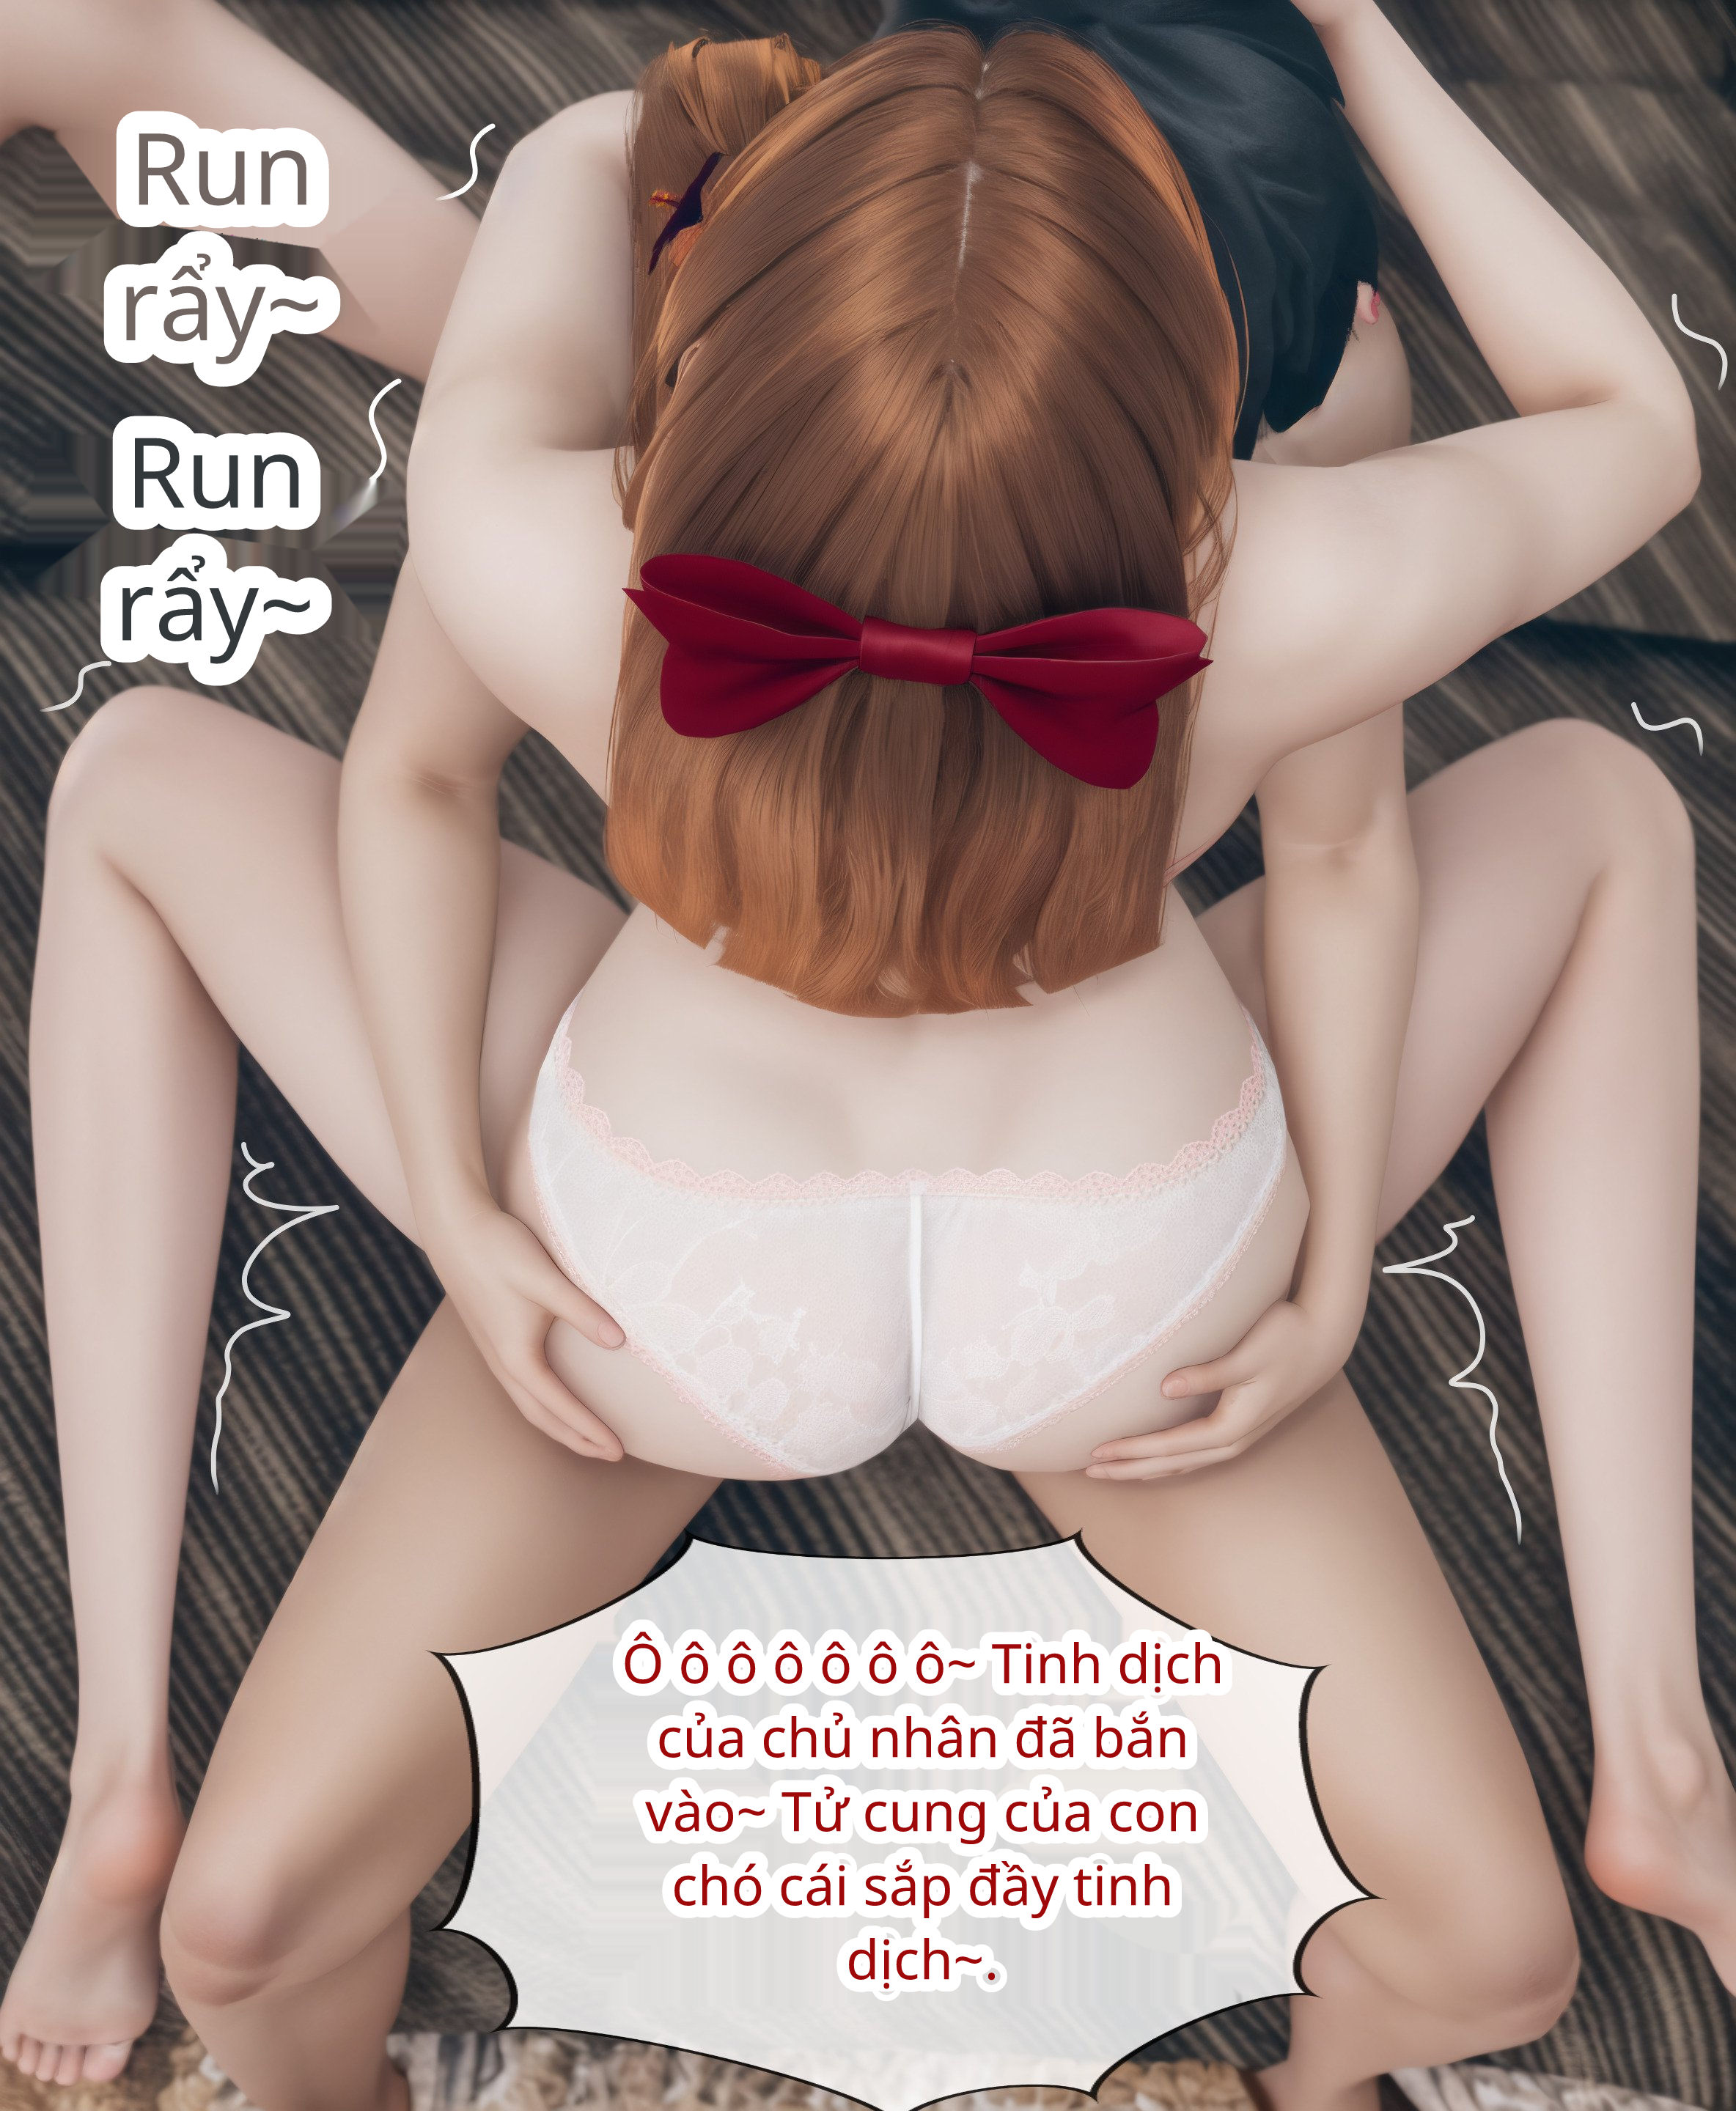 Run
rẩy~
Run
rẩy~
Ô ô ô ô ô ô ô~ Tinh dịch
của chủ nhân đã bắn
vào~ Tử cung của con
chó cái sắp đầy tinh
dịch~.